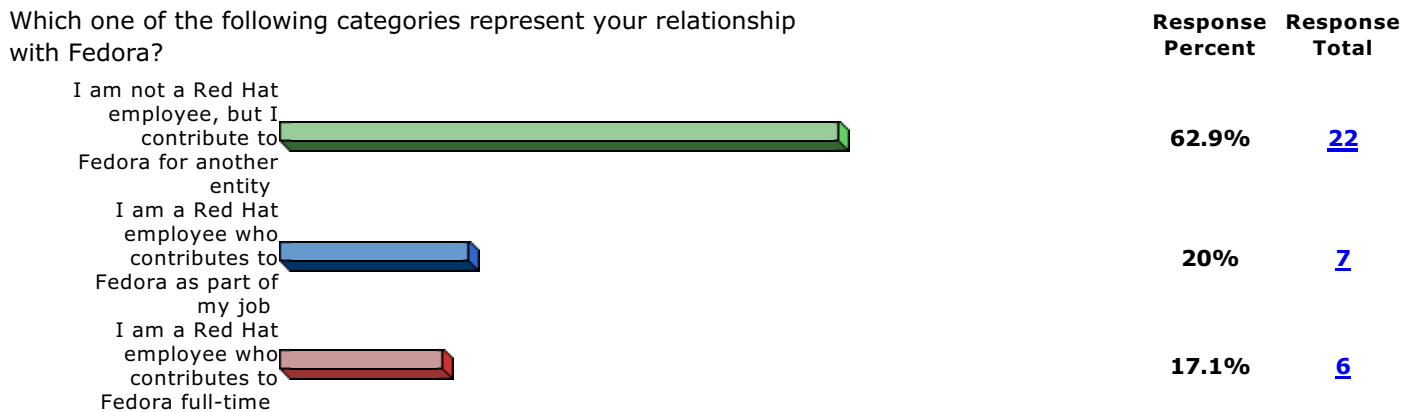 Which one of the following categories represent your relationship
with Fedora?
Response Percent
Response Total
I am not a Red Hat
employee, but I
contribute to
Fedora for another
entity
62.9%
22
I am a Red Hat
employee who
contributes to
Fedora as part of
my job
20%
7
I am a Red Hat
employee who
contributes to
Fedora full-time
17.1%
6